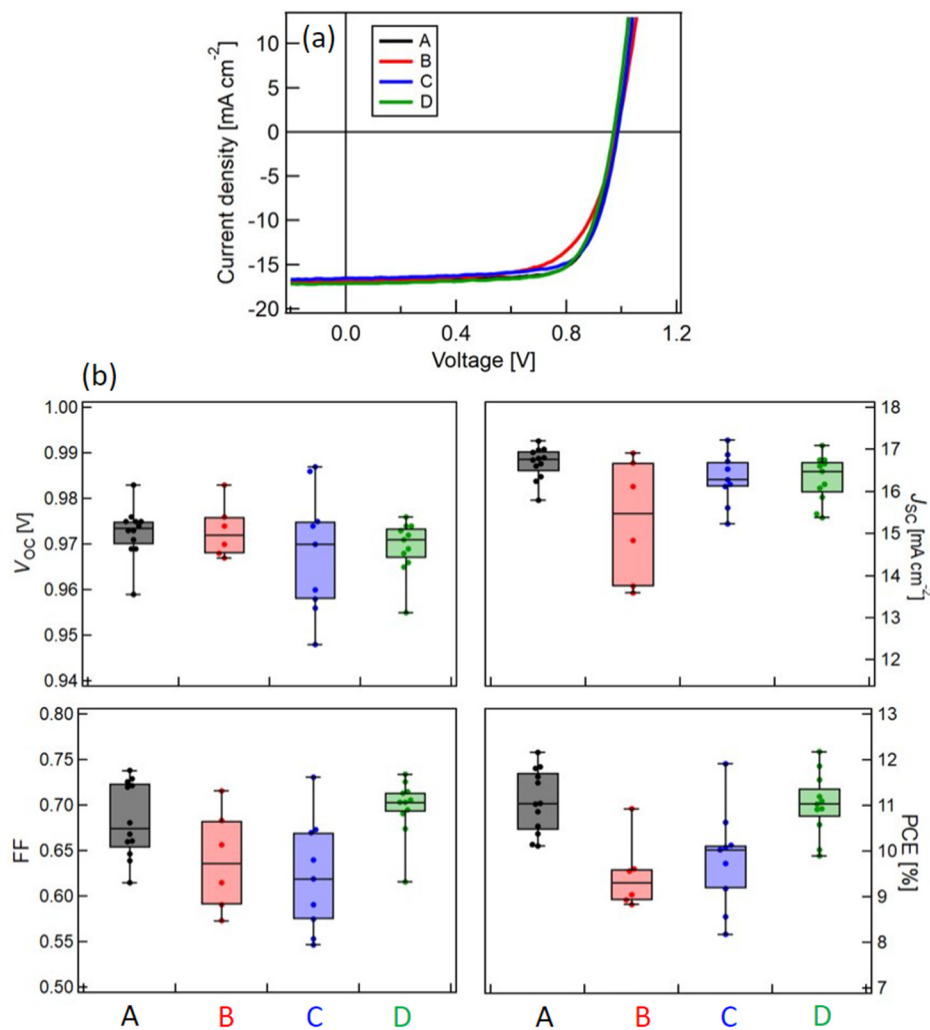 (a)
A
B
C
D
Current density [mA cm⁻²]
10
5
0
-5
-10
-15
-20
0.0 0.4 0.8 1.2
Voltage [V]
(b)
V_OC [V]
1.00
0.99
0.98
0.97
0.96
0.95
0.94
18
17
16
15
14
13
12
J_SC [mA cm⁻²]
FF
0.80
0.75
0.70
0.65
0.60
0.55
0.50
13
12
11
10
9
8
7
PCE [%]
A B C D A B C D